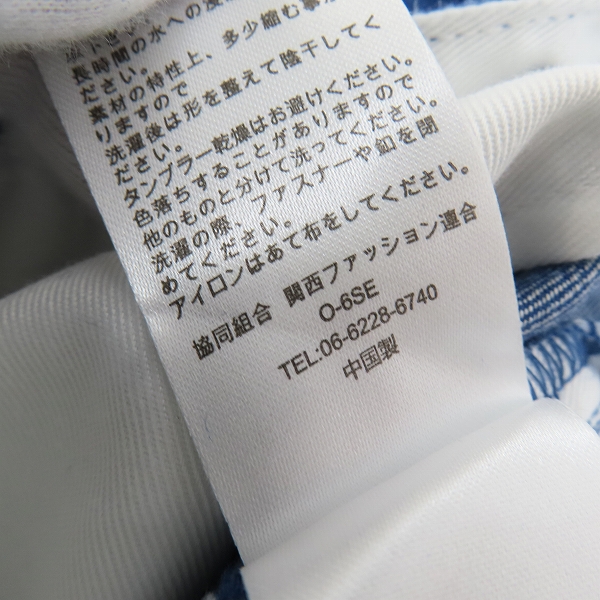 長時間の水への浸
ださい。
素材の特性上、多少縮む事が
りますので
洗濯後は形を整えて陰干してく
ださい。
タンブラー乾燥はお避けください。
色落ちすることがありますので
他のものと分けて洗ってください。
洗濯の際、ファスナーや釦を閉
めてください。
アイロンはあて布をしてください。
協同組合 関西ファッション連合
O-6SE
TEL:06-6228-6740
中国製